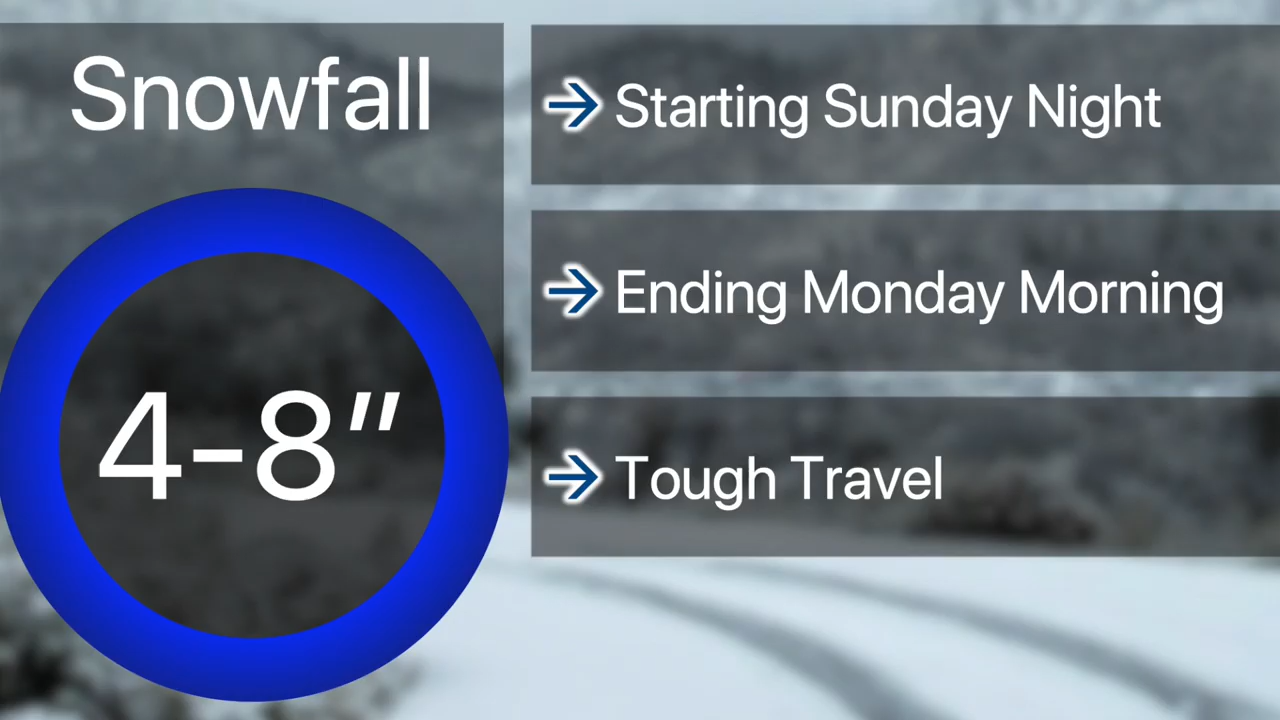 Snowfall
4-8"
Starting Sunday Night
Ending Monday Morning
Tough Travel